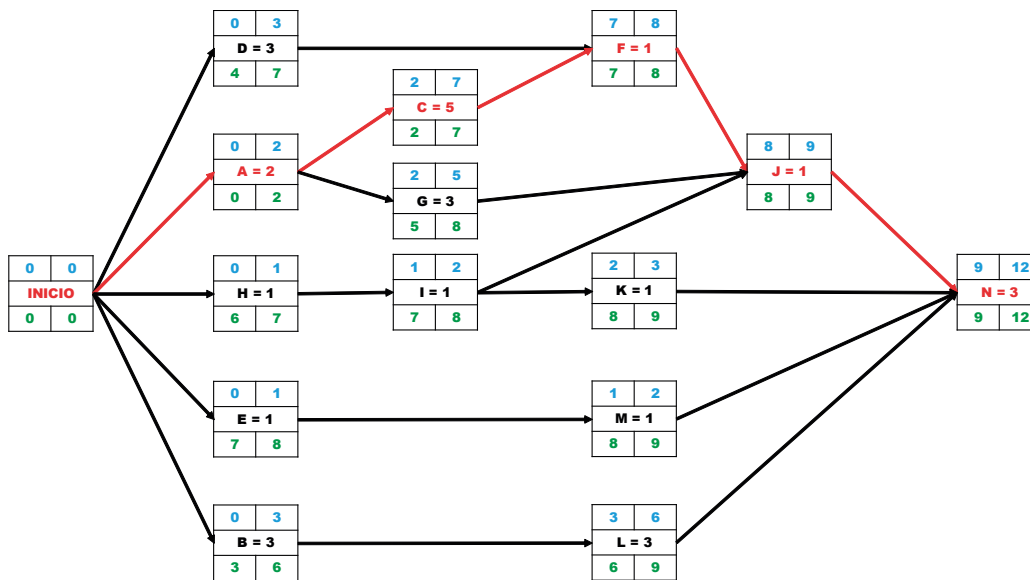 0 3
D = 3
4 7
7 8
F = 1
7 8
2 7
C = 5
2 7
0 2
A = 2
0 2
8 9
J = 1
8 9
2 5
G = 3
5 8
0 0
INICIO
0 0
0 1
H = 1
6 7
1 2
I = 1
7 8
2 3
K = 1
8 9
9 12
N = 3
9 12
0 1
E = 1
7 8
1 2
M = 1
8 9
0 3
B = 3
3 6
3 6
L = 3
6 9